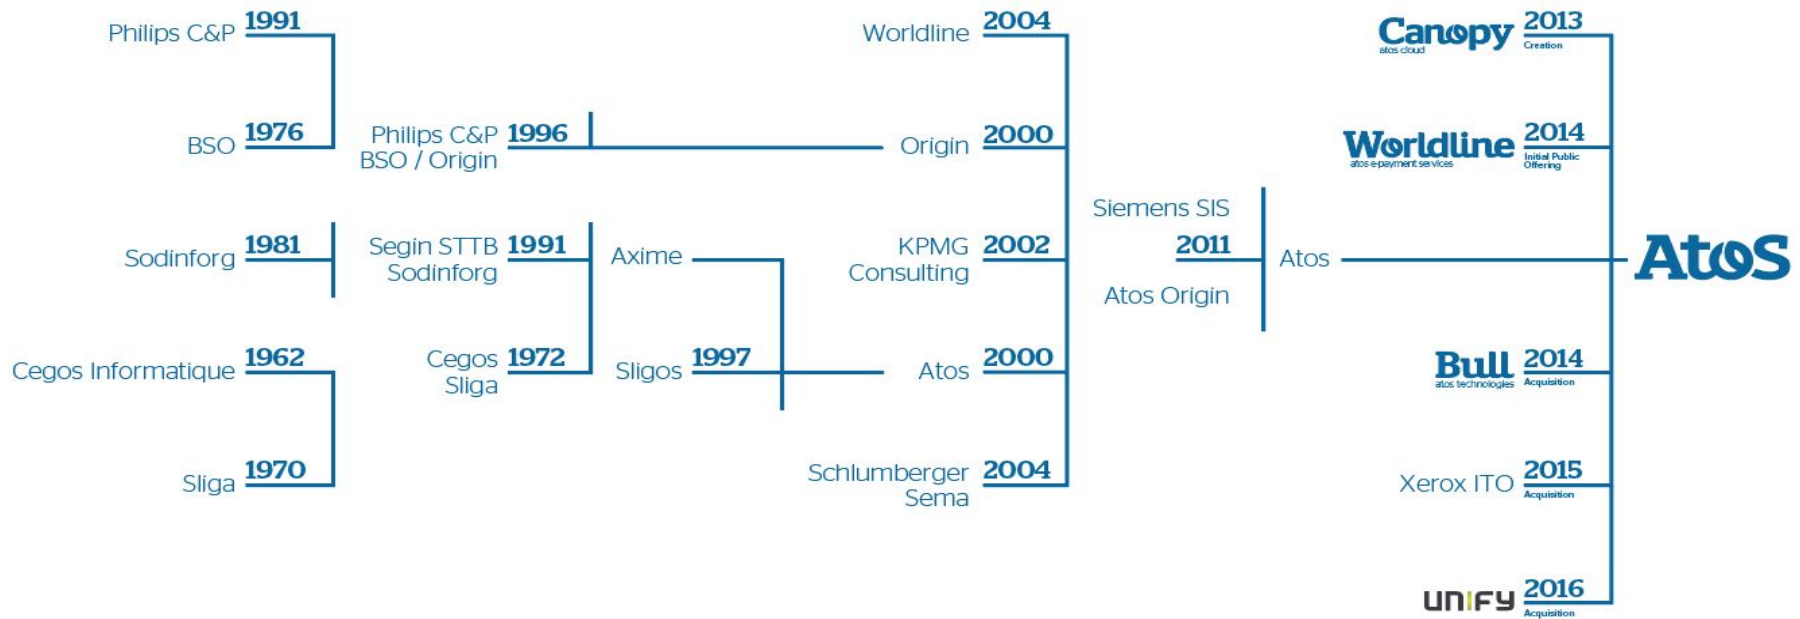 Philips C&P 1991
BSO 1976
Sodinforg 1981
Cegos Informatique 1962
Sliga 1970
Philips C&P 1996
BSO / Origin
Segin STTB 1991
Sodinforg
Cegos 1972
Sliga
Axime
Sligos 1997
Worldline 2004
Origin 2000
KPMG 2002
Consulting
Atos 2000
Schlumberger 2004
Sema
Siemens SIS
2011
Atos Origin
Atos
Canopy 2013
atos cloud Creation
Worldline 2014
atos e-payment services Initial Public
Offering
Bull 2014
atos technologies Acquisition
Xerox ITO 2015
Acquisition
UNIFY 2016
Acquisition
Atos